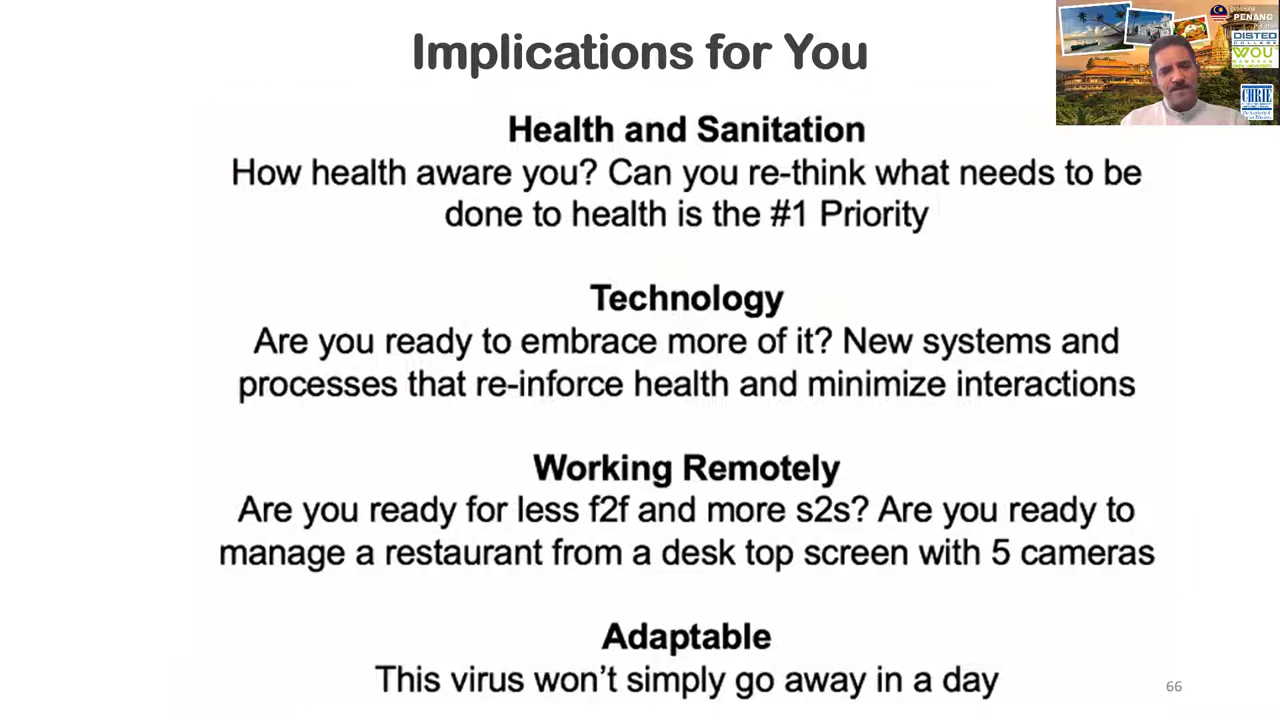 Implications for You
Health and Sanitation
How health aware you? Can you re-think what needs to be
done to health is the #1 Priority
Technology
Are you ready to embrace more of it? New systems and
processes that re-inforce health and minimize interactions
Working Remotely
Are you ready for less f2f and more s2s? Are you ready to
manage a restaurant from a desk top screen with 5 cameras
Adaptable
This virus won’t simply go away in a day
66
PENANG
DISTED
COLLEGE
WOU
CHRIE